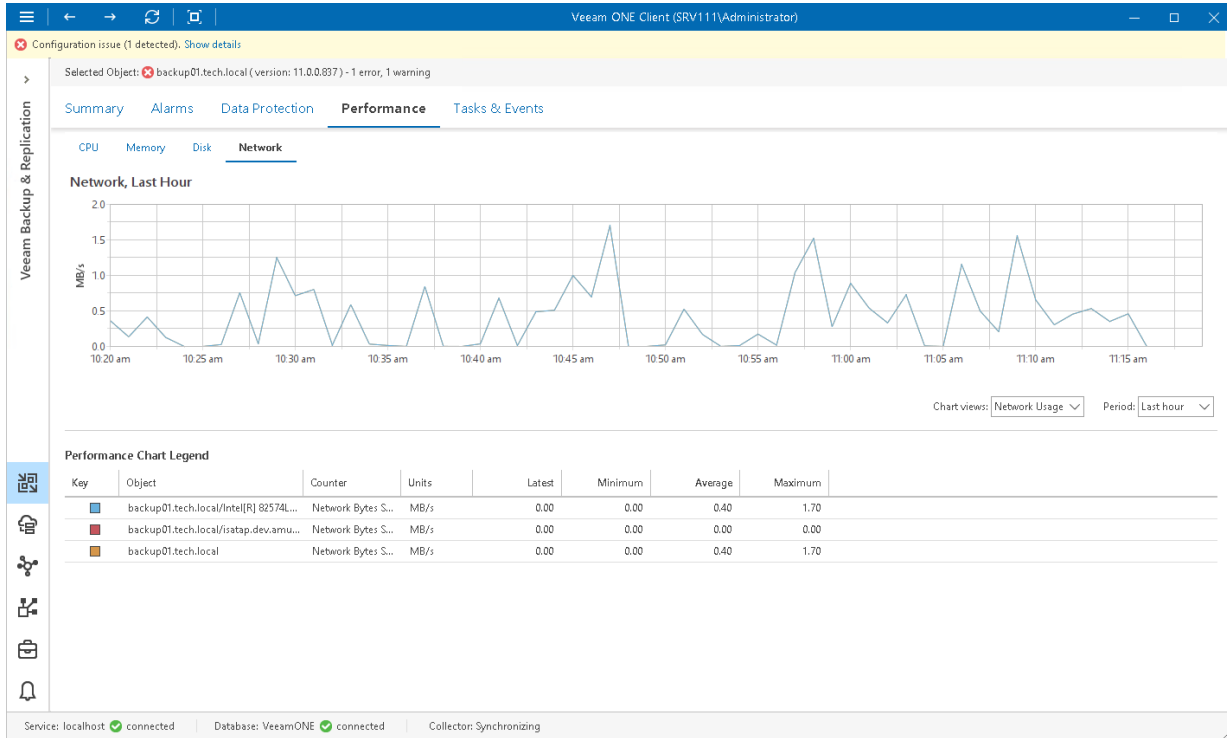 Veeam ONE Client (SRV111\Administrator)
Configuration issue (1 detected). Show details
Selected Object: backup01.tech.local ( version: 11.0.0.837 ) - 1 error, 1 warning
Veeam Backup & Replication
Summary Alarms Data Protection Performance Tasks & Events
CPU Memory Disk Network
Network, Last Hour
MB/s
2.0
1.5
1.0
0.5
0.0
10:20 am 10:25 am 10:30 am 10:35 am 10:40 am 10:45 am 10:50 am 10:55 am 11:00 am 11:05 am 11:10 am 11:15 am
Chart views: Network Usage Period: Last hour
Performance Chart Legend
Key Object Counter Units Latest Minimum Average Maximum
backup01.tech.local/Intel[R] 82574L... Network Bytes S... MB/s 0.00 0.00 0.40 1.70
backup01.tech.local/isatap.dev.amu... Network Bytes S... MB/s 0.00 0.00 0.00 0.00
backup01.tech.local Network Bytes S... MB/s 0.00 0.00 0.40 1.70
Service: localhost connected Database: VeeamONE connected Collector: Synchronizing